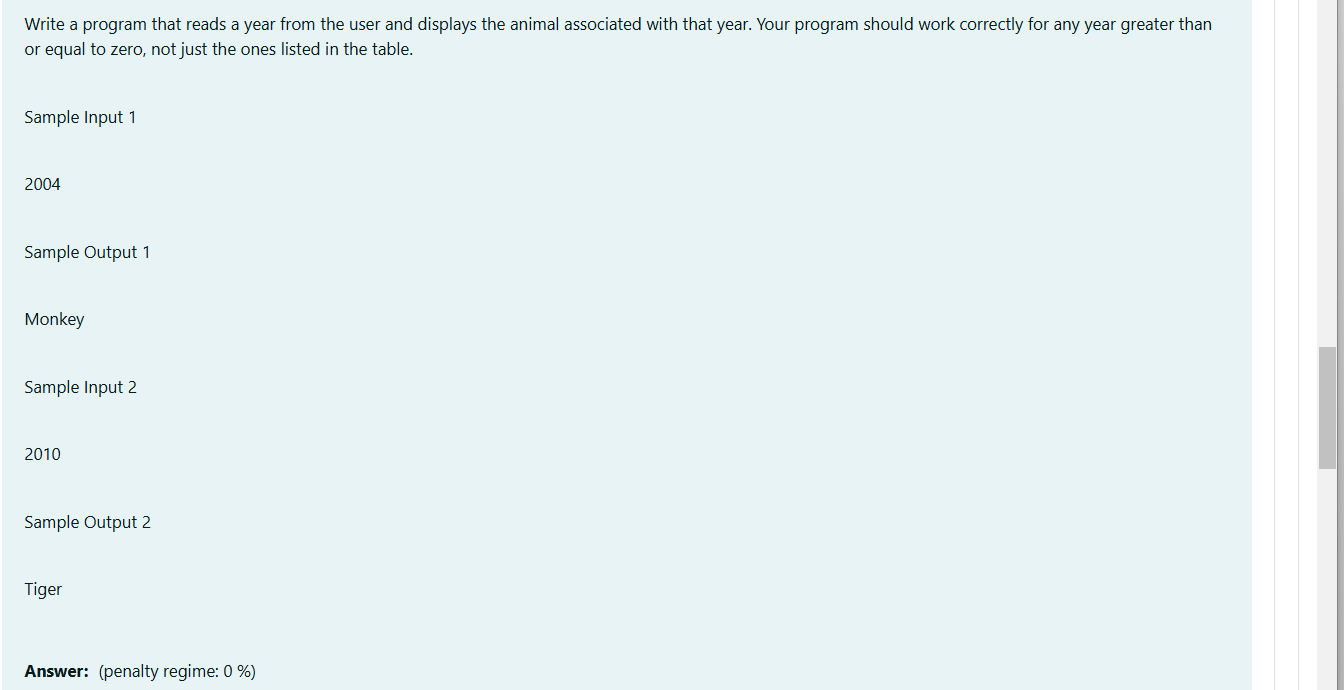 Write a program that reads a year from the user and displays the animal associated with that year. Your program should work correctly for any year greater than
or equal to zero, not just the ones listed in the table.
Sample Input 1
2004
Sample Output 1
Monkey
Sample Input 2
2010
Sample Output 2
Tiger
Answer: (penalty regime: 0 %)